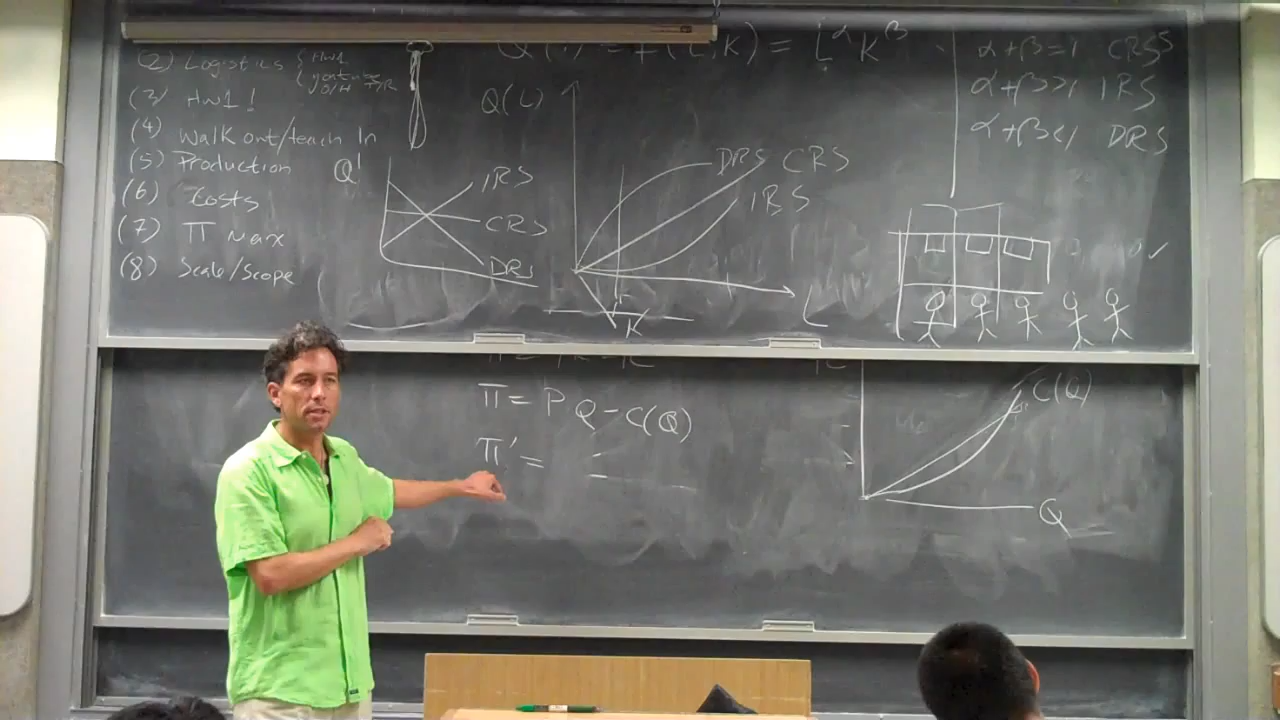 (2) Logistics { HW1
(3) HW1!
(4) Walk out/teach In
(5) Production
(6) Costs
(7) π Max
(8) Scale/Scope
Q'
IRS
CRS
DRS
Q(·) = f(L,K) = L^α K^β
Q(L)
DRS CRS
IRS
K
L
α+β=1 CRS
α+β>1 IRS
α+β<1 DRS
π = PQ - C(Q)
π' =
C(Q)
Q